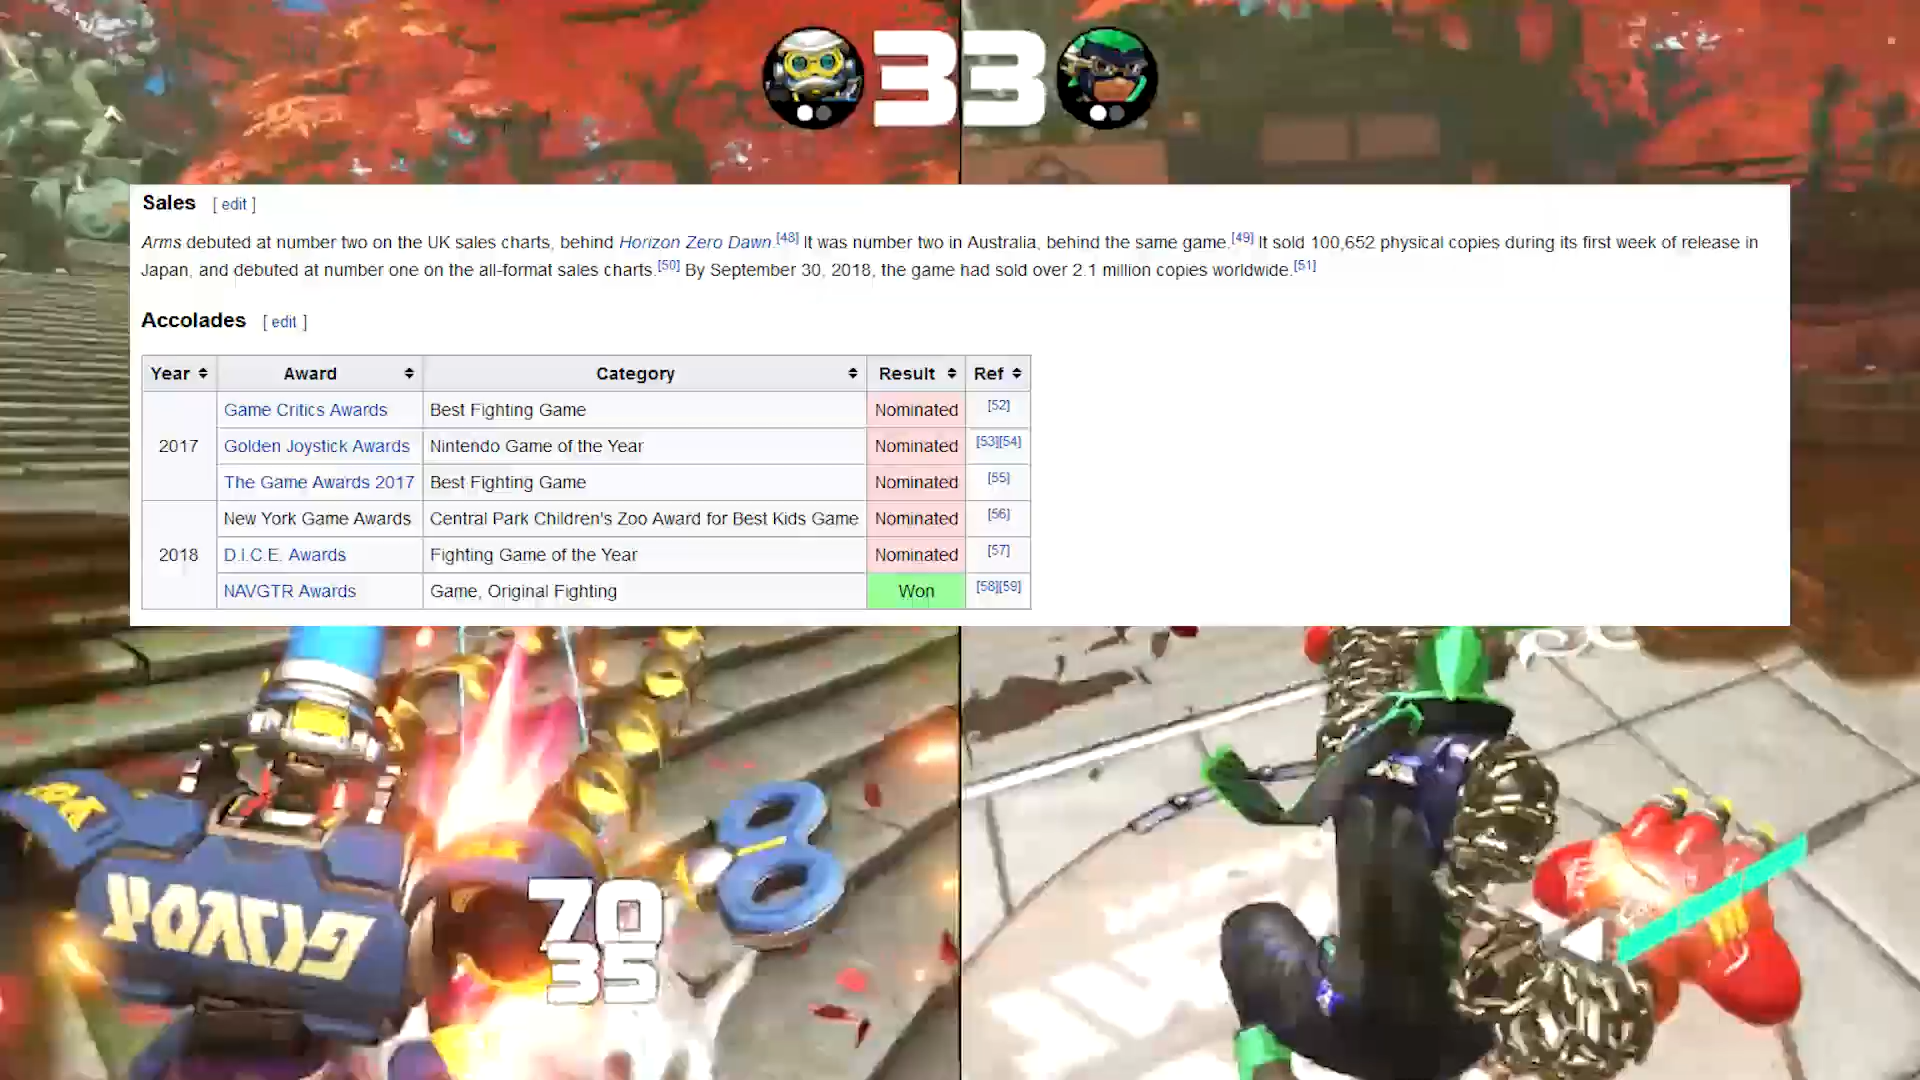 33
Sales [ edit ]
Arms debuted at number two on the UK sales charts, behind Horizon Zero Dawn.[48] It was number two in Australia, behind the same game.[49] It sold 100,652 physical copies during its first week of release in
Japan, and debuted at number one on the all-format sales charts.[50] By September 30, 2018, the game had sold over 2.1 million copies worldwide.[51]
Accolades [ edit ]
Year Award Category Result Ref
2017 Game Critics Awards Best Fighting Game Nominated [52]
Golden Joystick Awards Nintendo Game of the Year Nominated [53][54]
The Game Awards 2017 Best Fighting Game Nominated [55]
2018 New York Game Awards Central Park Children's Zoo Award for Best Kids Game Nominated [56]
D.I.C.E. Awards Fighting Game of the Year Nominated [57]
NAVGTR Awards Game, Original Fighting Won [58][59]
70
35